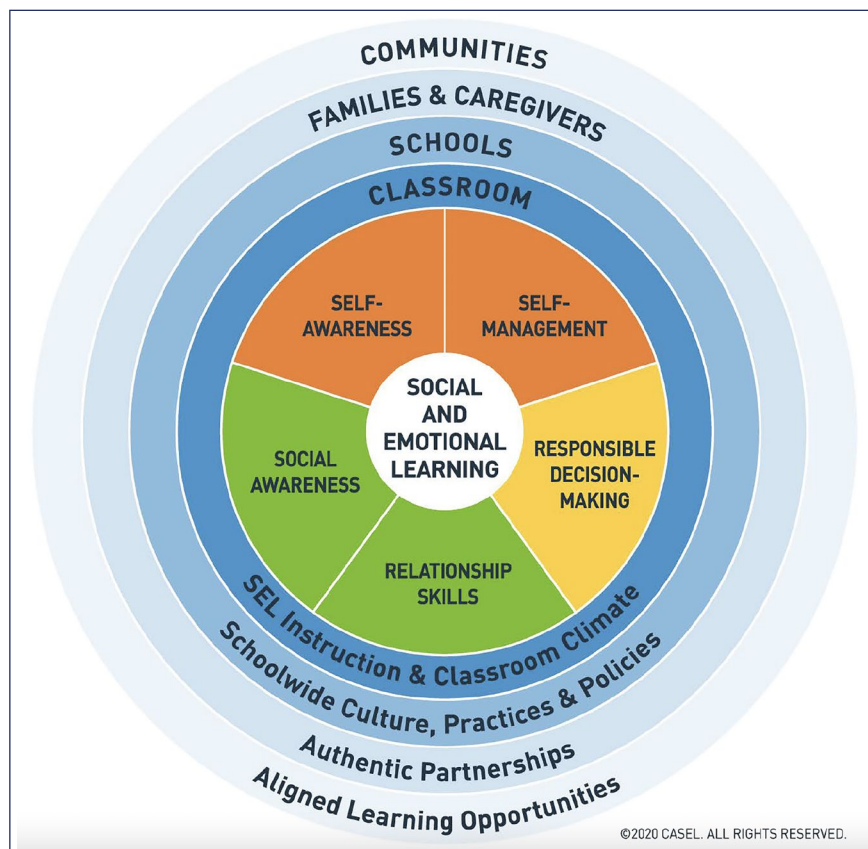 COMMUNITIES
FAMILIES & CAREGIVERS
SCHOOLS
CLASSROOM
SELF-
AWARENESS
SELF-
MANAGEMENT
SOCIAL
AND
EMOTIONAL
LEARNING
SOCIAL
AWARENESS
RESPONSIBLE
DECISION-
MAKING
RELATIONSHIP
SKILLS
SEL Instruction & Classroom Climate
Schoolwide Culture, Practices & Policies
Authentic Partnerships
Aligned Learning Opportunities
©2020 CASEL. ALL RIGHTS RESERVED.